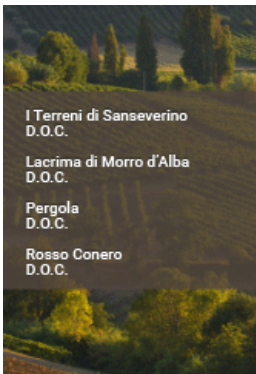 I Terreni di Sanseverino
D.O.C.
Lacrima di Morro d'Alba
D.O.C.
Pergola
D.O.C.
Rosso Conero
D.O.C.